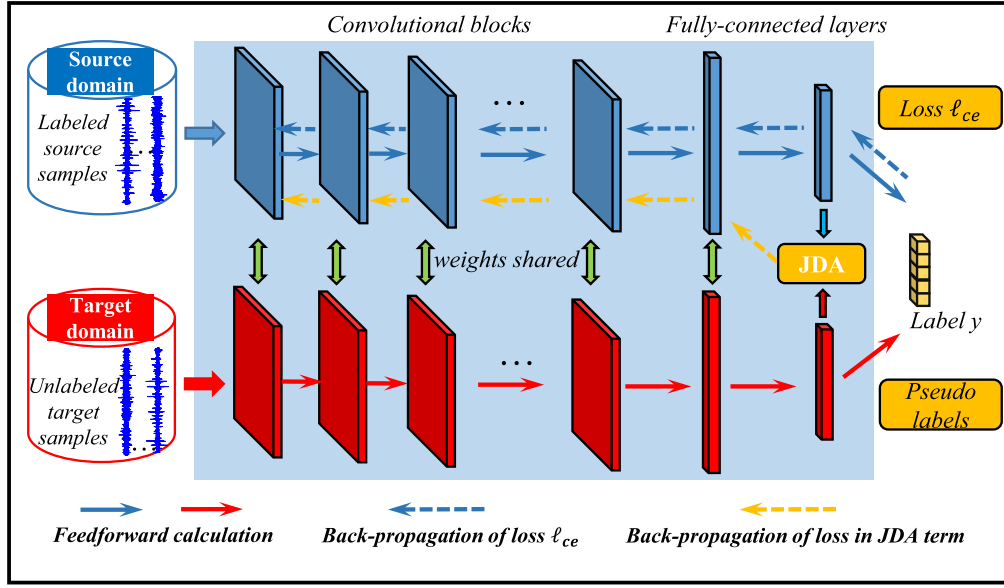 Convolutional blocks
Fully-connected layers
Source
domain
Labeled
source
samples
...
...
Loss ℓce
weights shared
JDA
Target
domain
Unlabeled
target
samples
...
...
Label y
Pseudo
labels
Feedforward calculation
Back-propagation of loss ℓce
Back-propagation of loss in JDA term